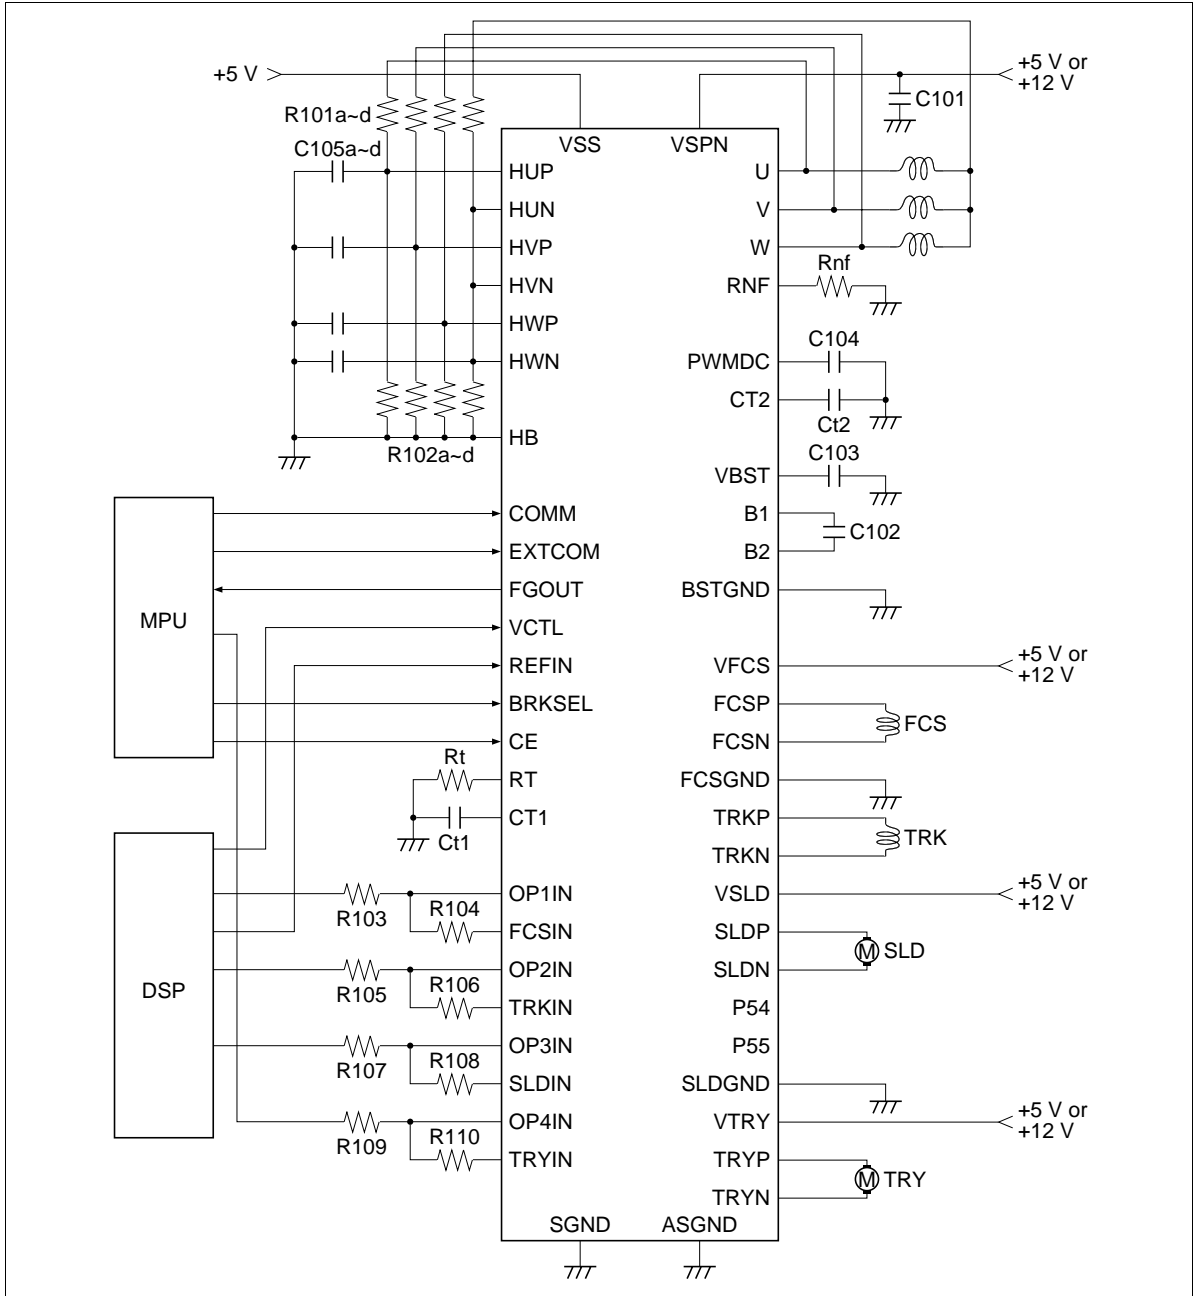 +5 V
+5 V or
+12 V
C101
R101a~d
C105a~d
VSS
VSPN
HUP
HUN
HVP
HVN
HWP
HWN
HB
R102a~d
U
V
W
RNF
Rnf
PWMDC
C104
CT2
Ct2
VBST
C103
B1
B2
C102
BSTGND
MPU
COMM
EXTCOM
FGOUT
VCTL
REFIN
BRKSEL
CE
RT
Rt
CT1
Ct1
VFCS
+5 V or
+12 V
FCSP
FCSN
FCS
FCSGND
TRKP
TRKN
TRK
VSLD
+5 V or
+12 V
SLDP
SLDN
M
SLD
P54
P55
SLDGND
VTRY
+5 V or
+12 V
TRYP
TRYN
M
TRY
DSP
R103
R104
OP1IN
FCSIN
R105
R106
OP2IN
TRKIN
R107
R108
OP3IN
SLDIN
R109
R110
OP4IN
TRYIN
SGND
ASGND